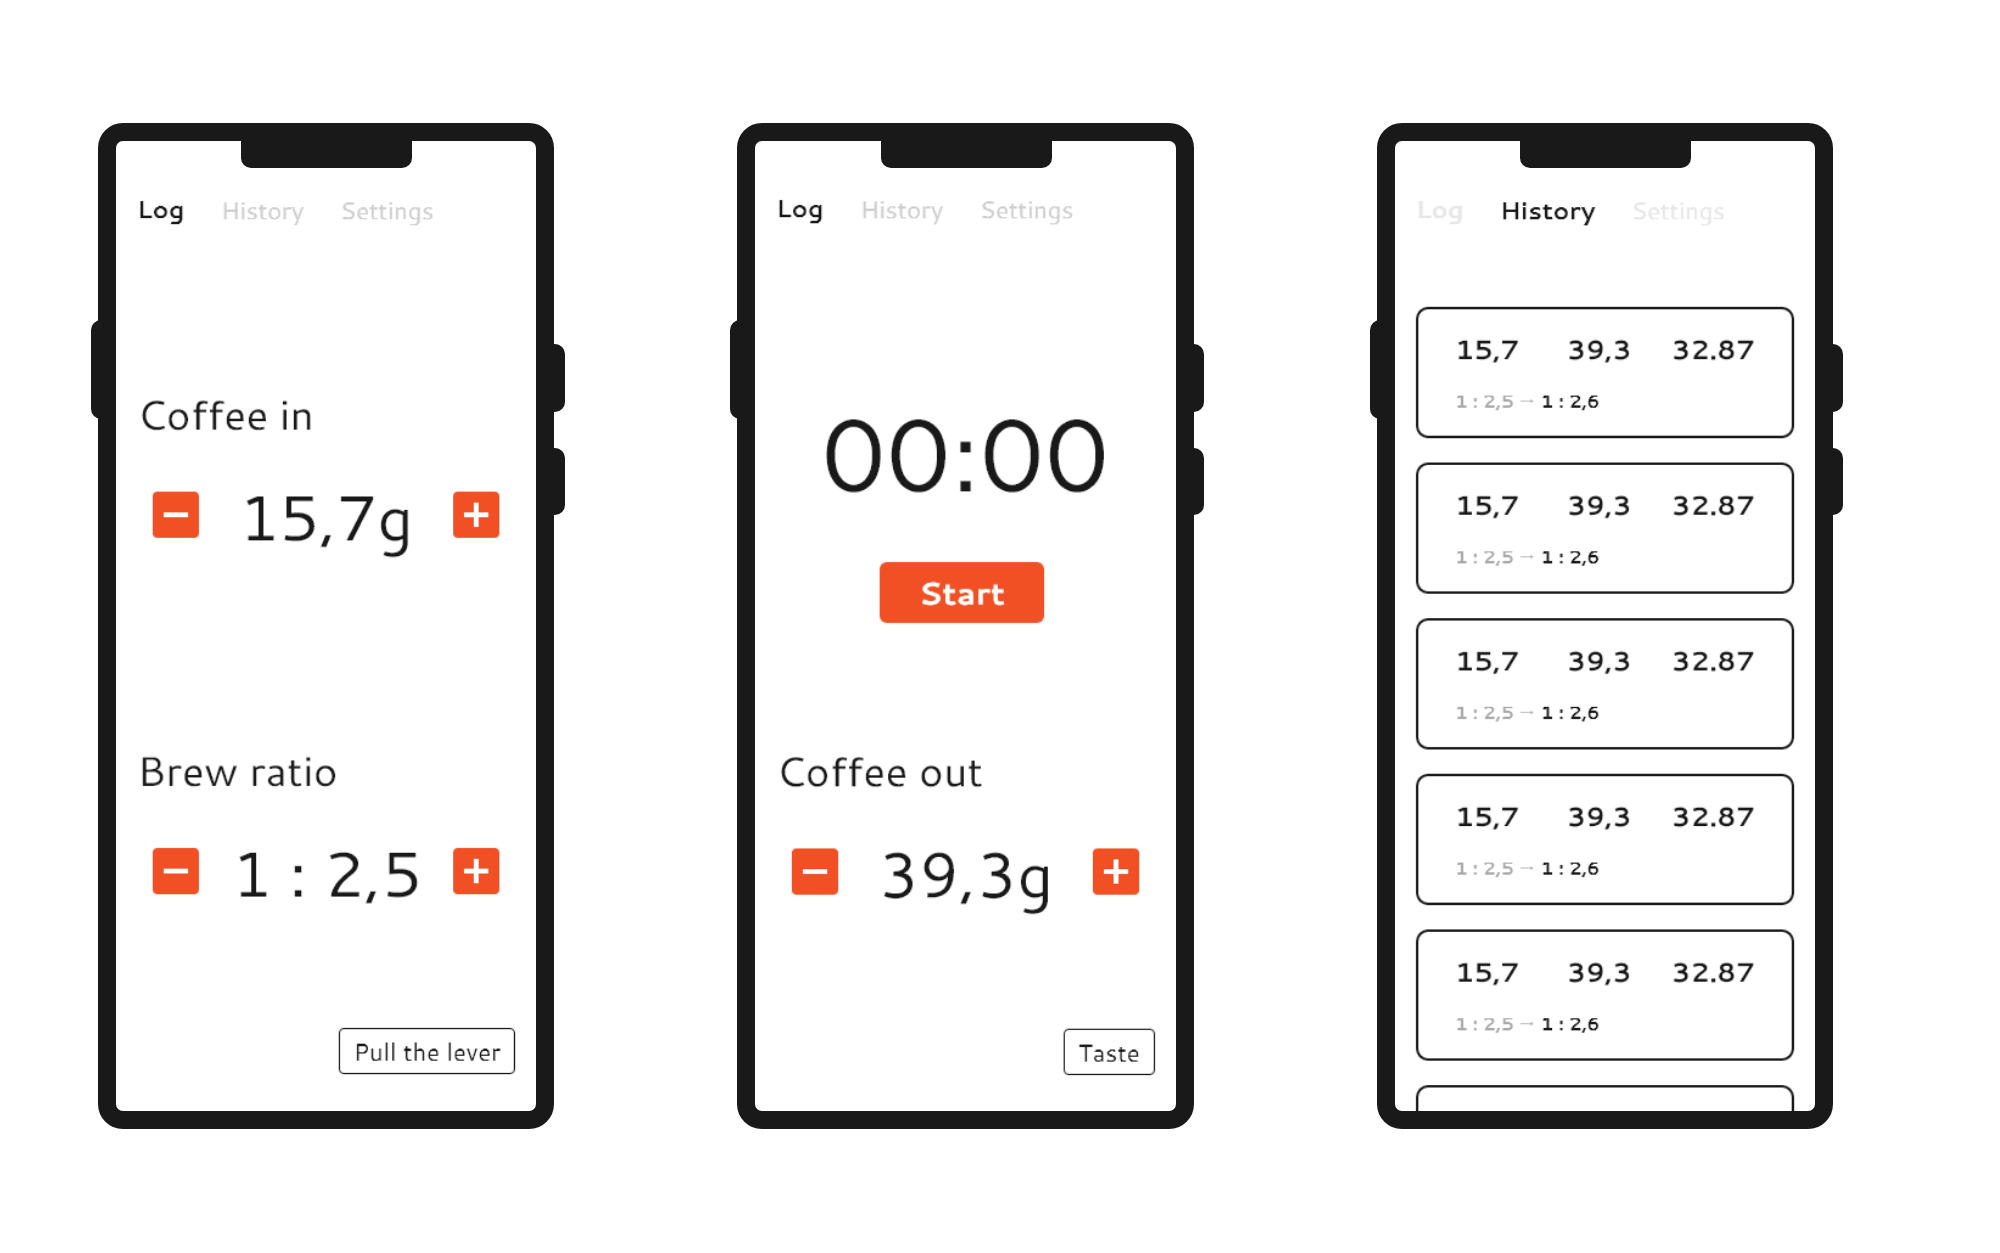 Log History Settings
Coffee in
− 15,7g +
Brew ratio
− 1 : 2,5 +
Pull the lever
Log History Settings
00:00
Start
Coffee out
− 39,3g +
Taste
Log History Settings
15,7 39,3 32.87
1 : 2,5 → 1 : 2,6
15,7 39,3 32.87
1 : 2,5 → 1 : 2,6
15,7 39,3 32.87
1 : 2,5 → 1 : 2,6
15,7 39,3 32.87
1 : 2,5 → 1 : 2,6
15,7 39,3 32.87
1 : 2,5 → 1 : 2,6